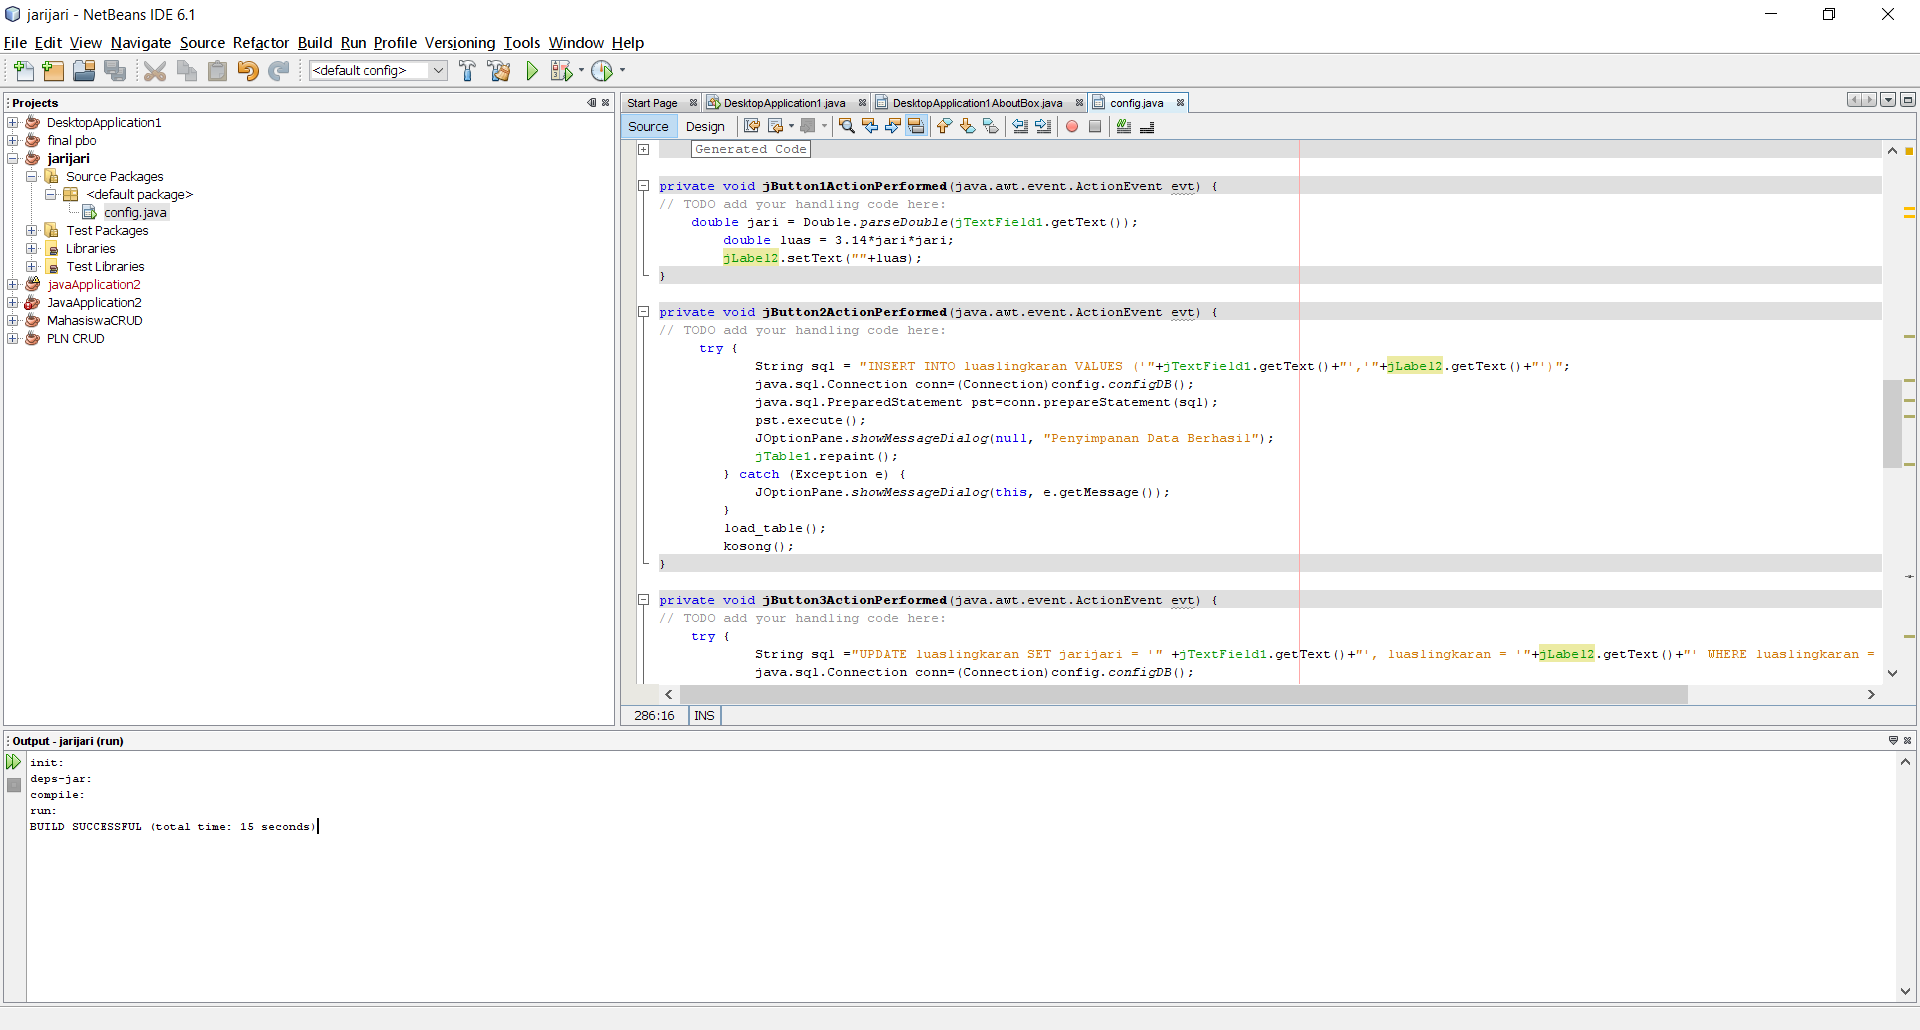 jarijari - NetBeans IDE 6.1
File Edit View Navigate Source Refactor Build Run Profile Versioning Tools Window Help
<default config>
Projects
DesktopApplication1
final pbo
jarijari
Source Packages
<default package>
config.java
Test Packages
Libraries
Test Libraries
javaApplication2
JavaApplication2
MahasiswaCRUD
PLN CRUD
Start Page DesktopApplication1.java DesktopApplication1AboutBox.java config.java
Source Design
Generated Code
private void jButton1ActionPerformed(java.awt.event.ActionEvent evt) {
// TODO add your handling code here:
double jari = Double.parseDouble(jTextField1.getText());
double luas = 3.14*jari*jari;
jLabel2.setText(""+luas);
}
private void jButton2ActionPerformed(java.awt.event.ActionEvent evt) {
// TODO add your handling code here:
try {
String sql = "INSERT INTO luaslingkaran VALUES ('"+jTextField1.getText()+"','"+jLabel2.getText()+"')";
java.sql.Connection conn=(Connection)config.configDB();
java.sql.PreparedStatement pst=conn.prepareStatement(sql);
pst.execute();
JOptionPane.showMessageDialog(null, "Penyimpanan Data Berhasil");
jTable1.repaint();
} catch (Exception e) {
JOptionPane.showMessageDialog(this, e.getMessage());
}
load_table();
kosong();
}
private void jButton3ActionPerformed(java.awt.event.ActionEvent evt) {
// TODO add your handling code here:
try {
String sql ="UPDATE luaslingkaran SET jarijari = '" +jTextField1.getText()+"', luaslingkaran = '"+jLabel2.getText()+"' WHERE luaslingkaran =
java.sql.Connection conn=(Connection)config.configDB();
286:16 INS
Output - jarijari (run)
init:
deps-jar:
compile:
run:
BUILD SUCCESSFUL (total time: 15 seconds)